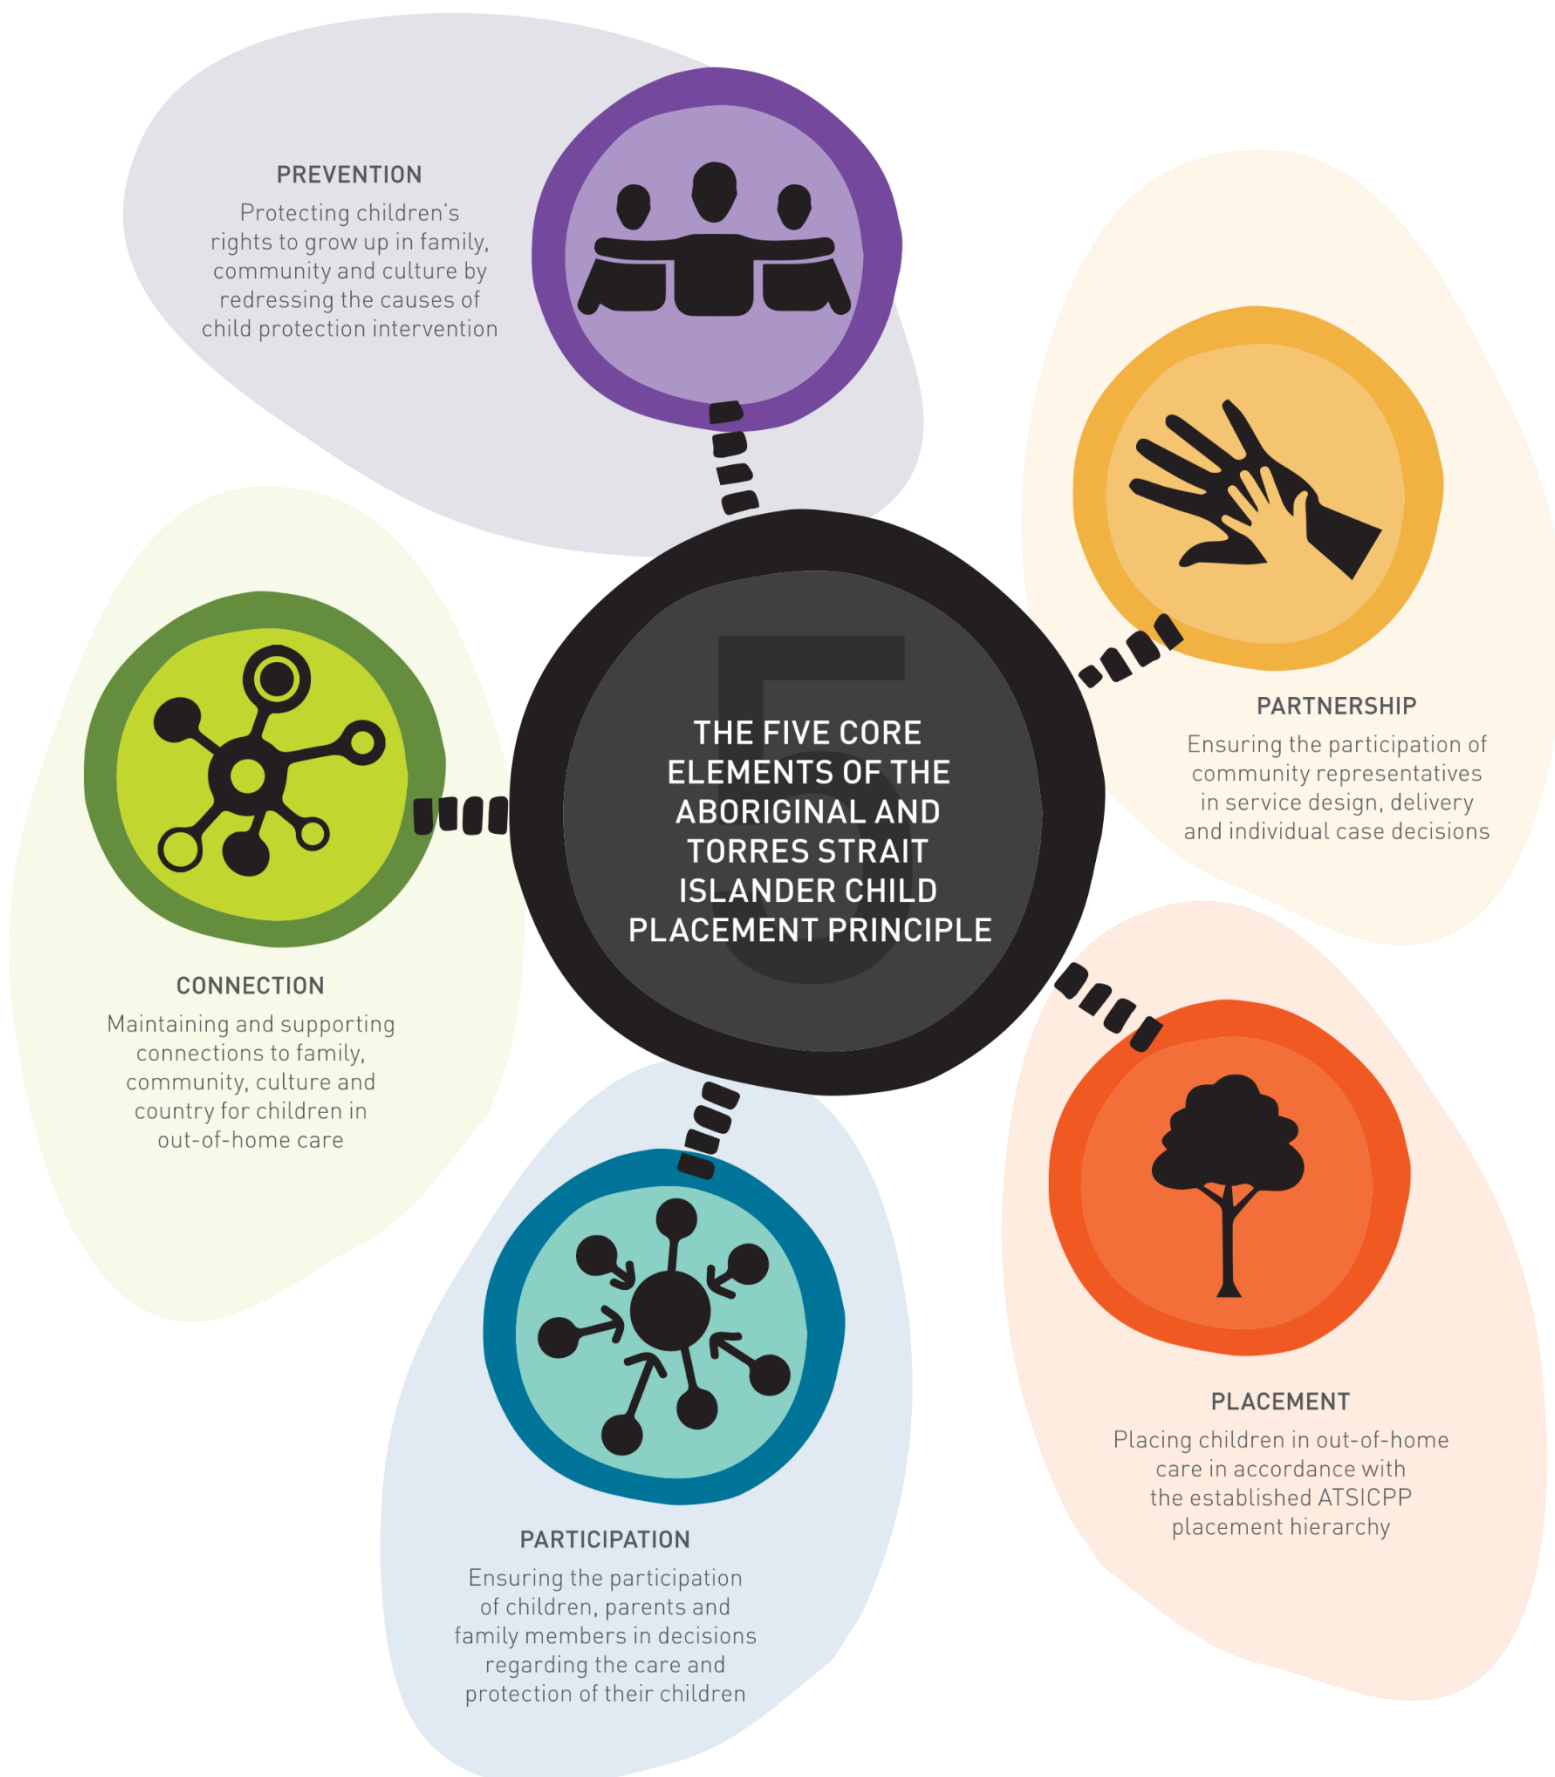 PREVENTION
Protecting children's
rights to grow up in family,
community and culture by
redressing the causes of
child protection intervention
PARTNERSHIP
Ensuring the participation of
community representatives
in service design, delivery
and individual case decisions
5
THE FIVE CORE
ELEMENTS OF THE
ABORIGINAL AND
TORRES STRAIT
ISLANDER CHILD
PLACEMENT PRINCIPLE
CONNECTION
Maintaining and supporting
connections to family,
community, culture and
country for children in
out-of-home care
PLACEMENT
Placing children in out-of-home
care in accordance with
the established ATSICPP
placement hierarchy
PARTICIPATION
Ensuring the participation
of children, parents and
family members in decisions
regarding the care and
protection of their children